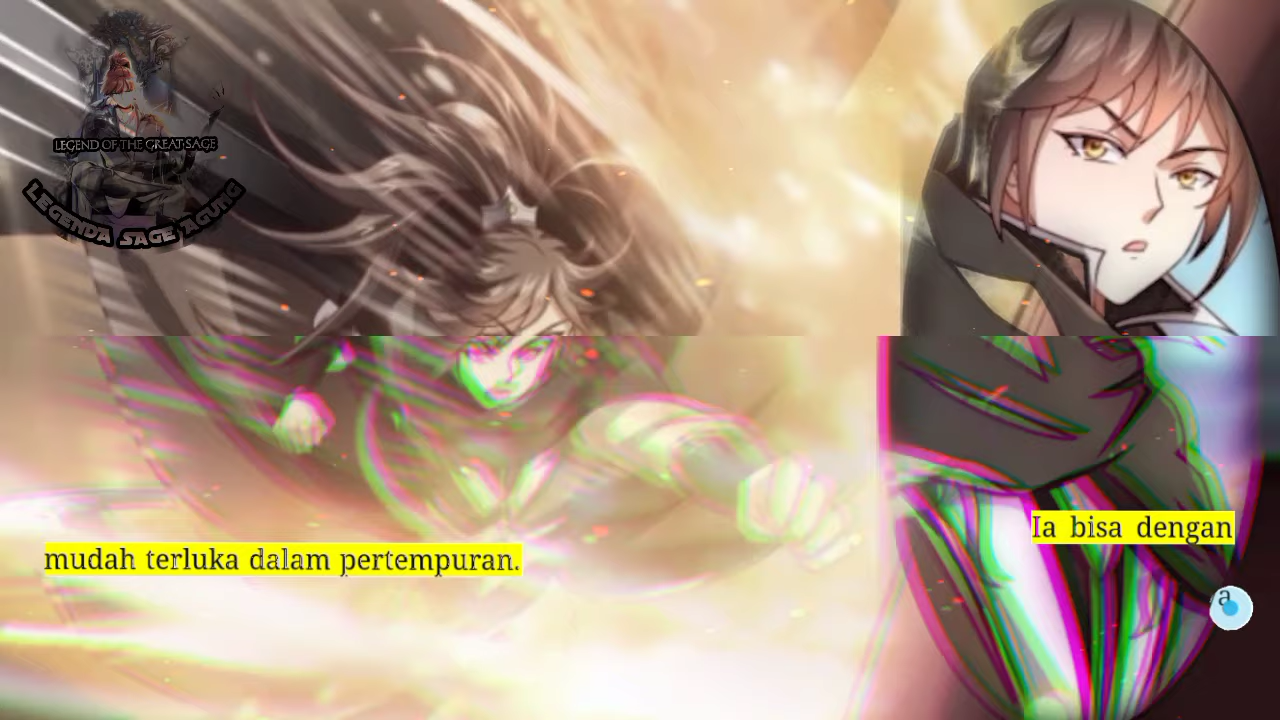 LEGEND OF THE GREAT SAGE
LEGENDA SAGE AGUNG
Ia bisa dengan
mudah terluka dalam pertempuran.
a